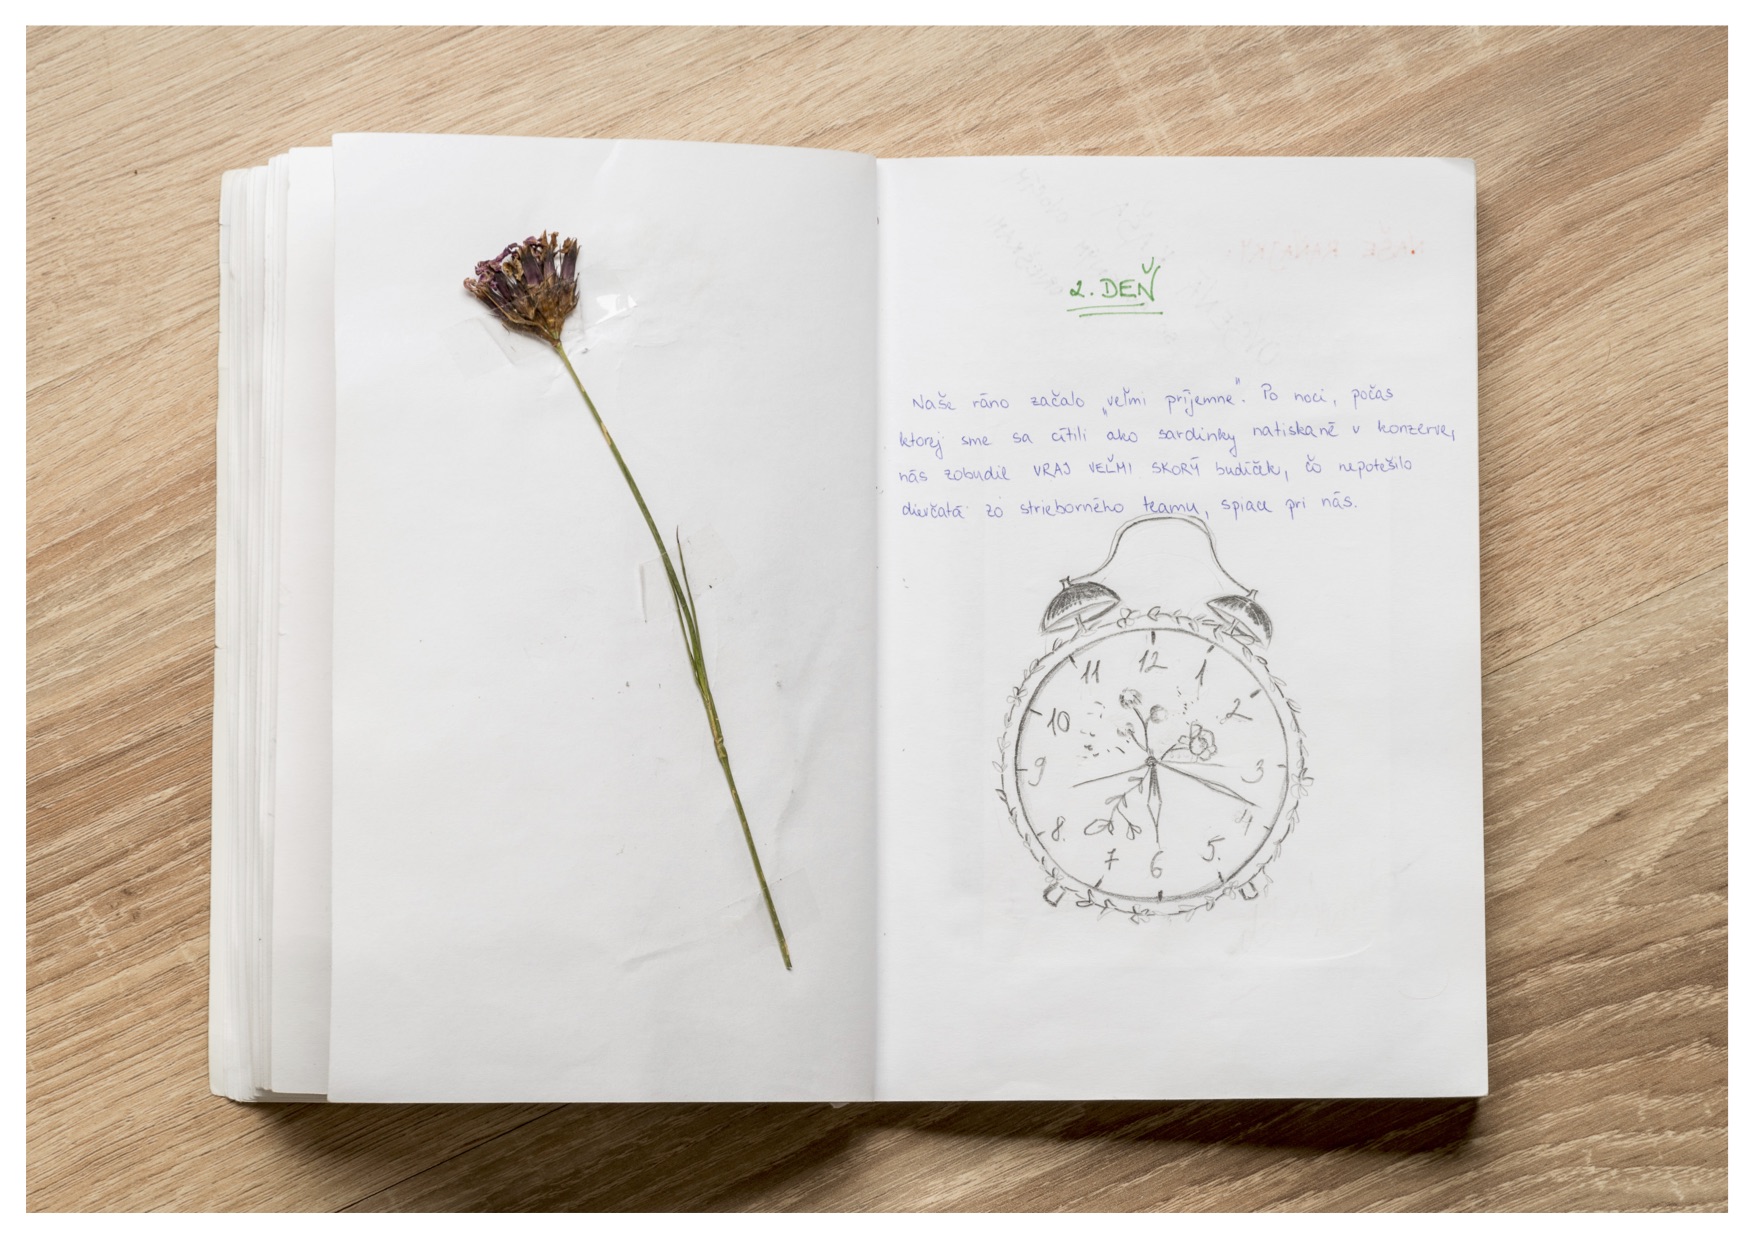 2. DEŇ
Naše ráno začalo „veľmi príjemne". Po noci, počas
ktorej sme sa cítili ako sardinky natiskané v konzerve,
nás zobudil VRAJ VEĽMI SKORÝ budíček, čo nepotešilo
dievčatá zo strieborného teamu, spiace pri nás.
11 12 1
10 2
9 3
8. 4
7 6 5.